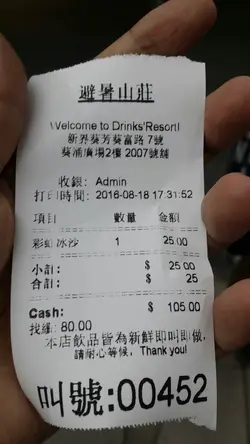 避暑山莊
Welcome to Drinks'Resort!
新界葵芳葵富路 7號
葵涌廣場2樓 2007號舖
收銀: Admin
打印時間: 2016-08-18 17:31:52
項目 數量 金額
彩虹冰沙 1 25.00
小計: $ 25.00
合計: $ 25
Cash: $ 105.00
找續: 80.00
本店飲品皆為新鮮即叫即做,
請耐心等候, Thank you!
叫號:00452